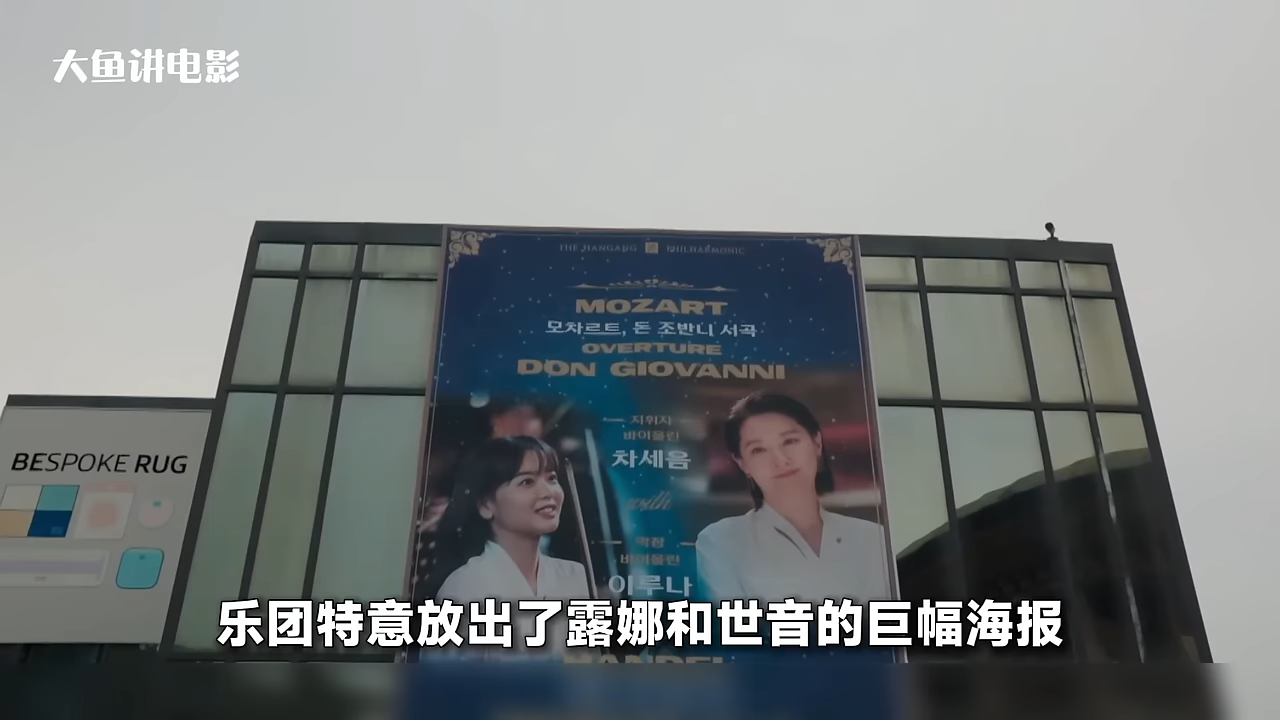 大鱼讲电影
THE HANGANG PHILHARMONIC
MOZART
모차르트, 돈 조반니 서곡
OVERTURE
DON GIOVANNI
지휘자
바이올린
차세음
with
악장
바이올린
이루나
BESPOKE RUG
乐团特意放出了露娜和世音的巨幅海报